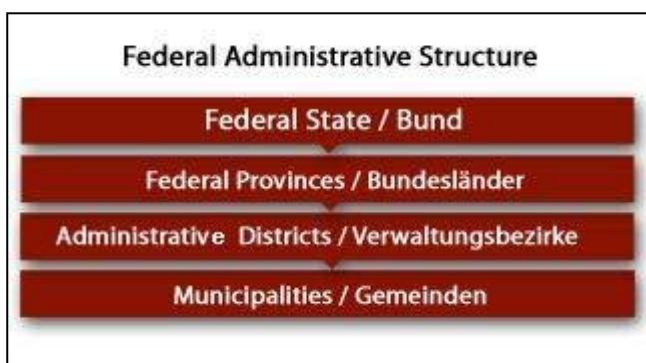 Federal Administrative Structure
Federal State / Bund
Federal Provinces / Bundesländer
Administrative Districts / Verwaltungsbezirke
Municipalities / Gemeinden